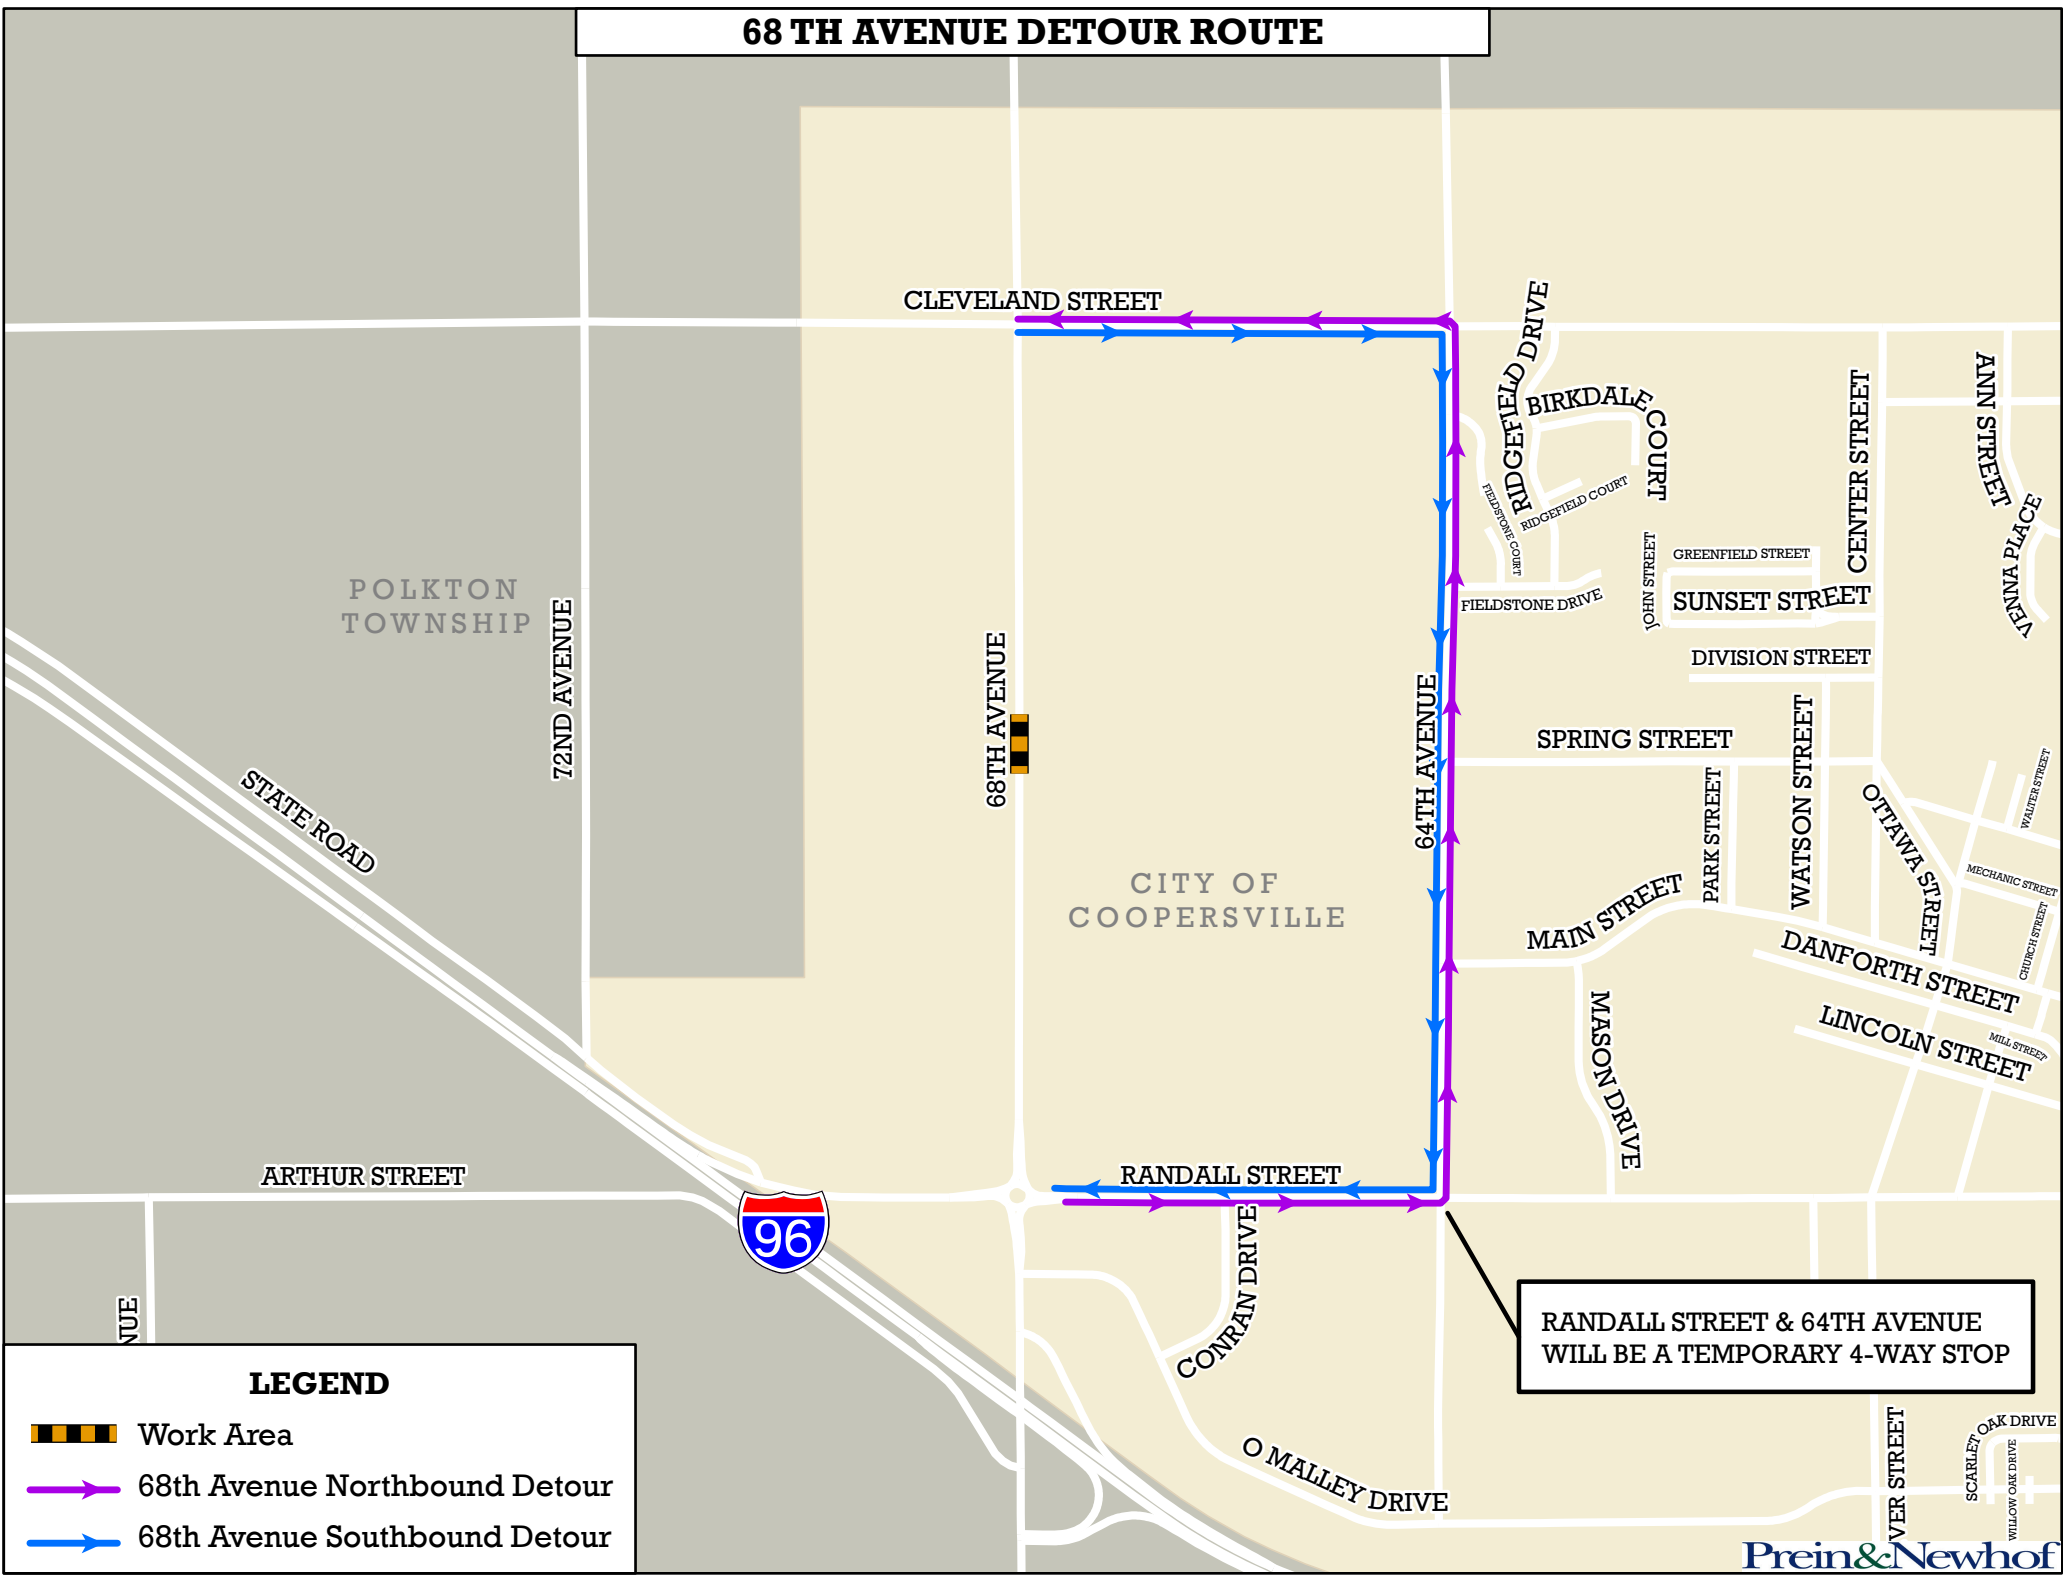 68 TH AVENUE DETOUR ROUTE
CLEVELAND STREET
RIDGEFIELD DRIVE
BIRKDALE COURT
RIDGEFIELD COURT
FIELDSTONE COURT
FIELDSTONE DRIVE
CENTER STREET
ANN STREET
VENNA PLACE
JOHN STREET
GREENFIELD STREET
SUNSET STREET
DIVISION STREET
POLKTON
TOWNSHIP
72ND AVENUE
68TH AVENUE
64TH AVENUE
SPRING STREET
PARK STREET
WATSON STREET
OTTAWA STREET
WALTER STREET
MECHANIC STREET
CHURCH STREET
STATE ROAD
CITY OF
COOPERSVILLE
MAIN STREET
DANFORTH STREET
LINCOLN STREET
MILL STREET
MASON DRIVE
ARTHUR STREET
RANDALL STREET
96
CONRAN DRIVE
RANDALL STREET & 64TH AVENUE
WILL BE A TEMPORARY 4-WAY STOP
NUE
O MALLEY DRIVE
VER STREET
SCARLET OAK DRIVE
WILLOW OAK DRIVE
LEGEND
Work Area
68th Avenue Northbound Detour
68th Avenue Southbound Detour
Prein&Newhof